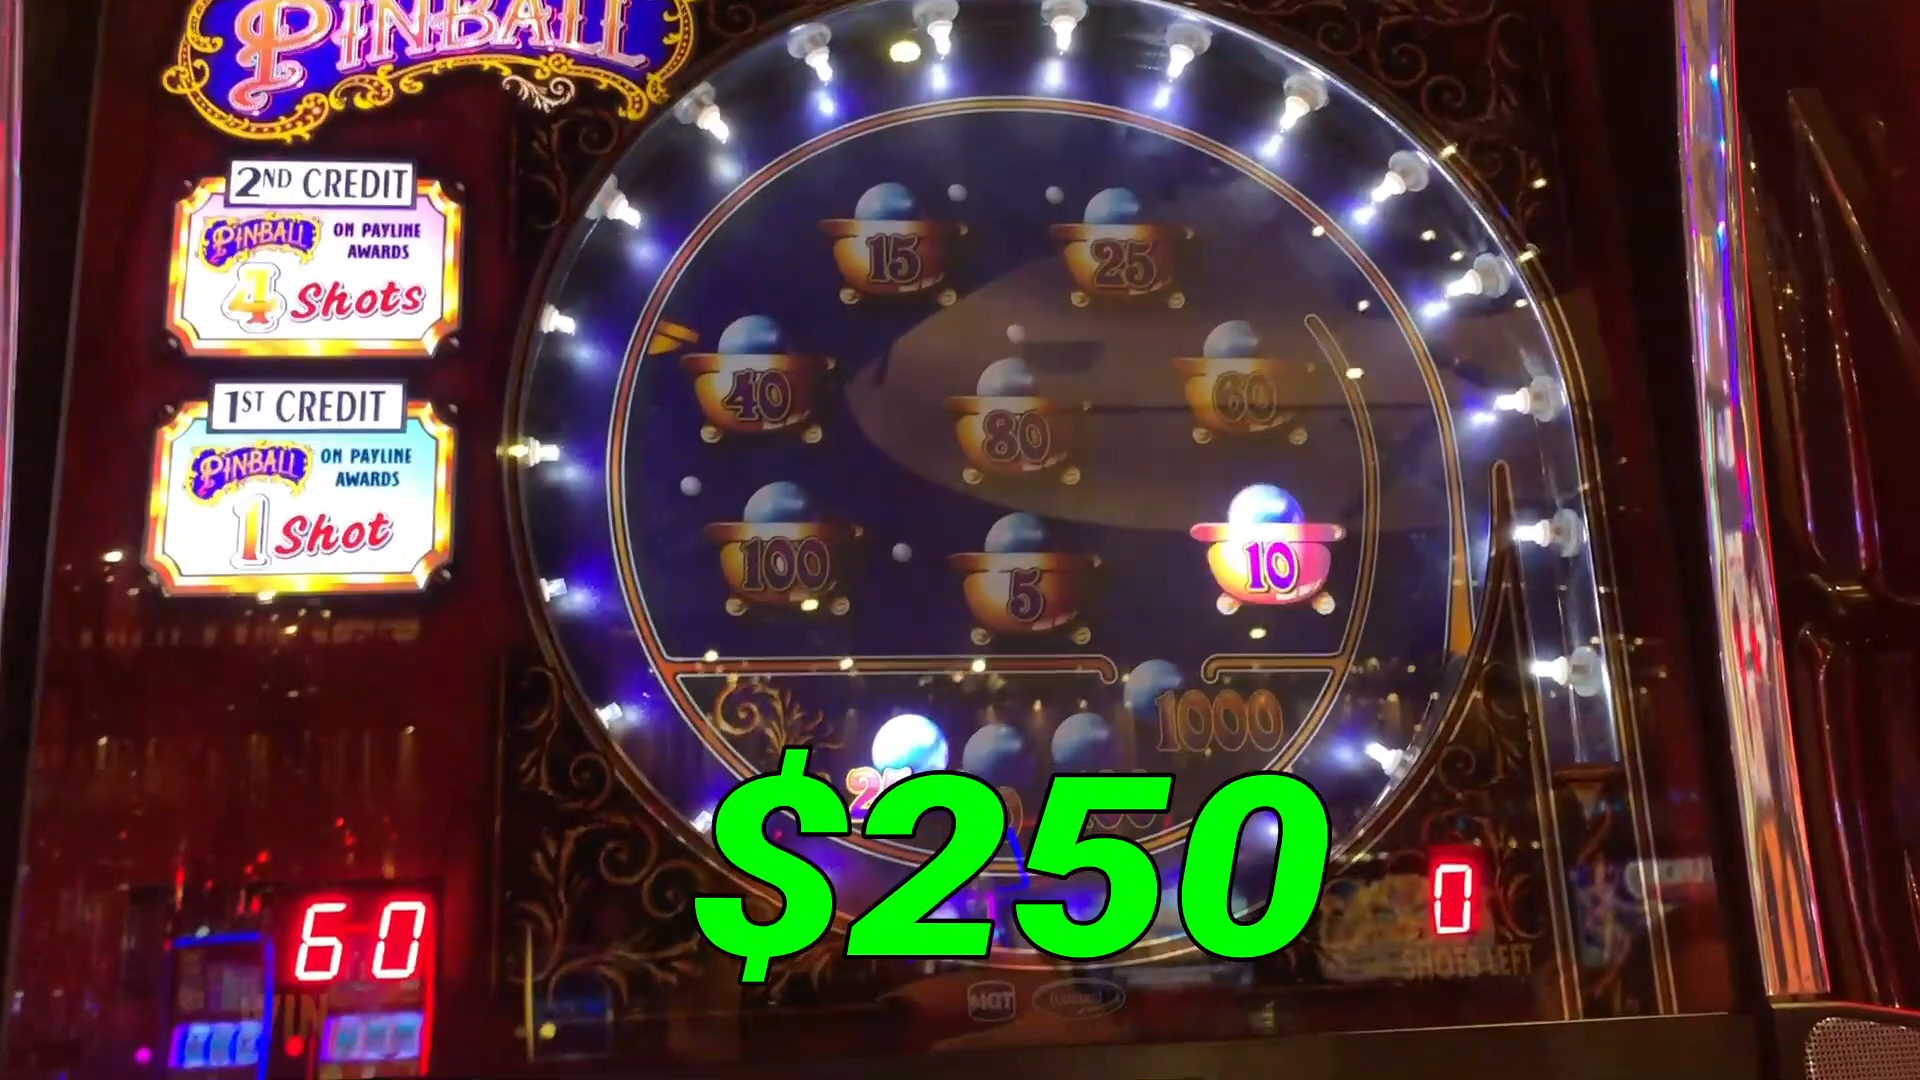 PINBALL
2ND CREDIT
PINBALL ON PAYLINE
AWARDS
4 Shots
1ST CREDIT
PINBALL ON PAYLINE
AWARDS
1 Shot
15
25
40
80
60
100
5
10
1000
$250
60
WIN
0
SHOTS LEFT
IGT